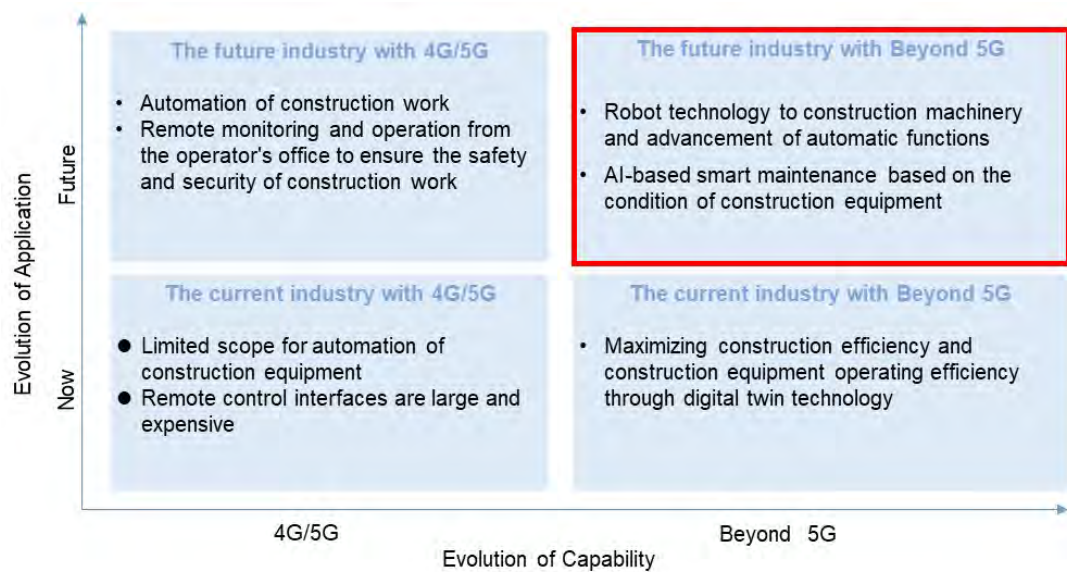 The future industry with 4G/5G
• Automation of construction work
• Remote monitoring and operation from
the operator's office to ensure the safety
and security of construction work
The future industry with Beyond 5G
• Robot technology to construction machinery
and advancement of automatic functions
• AI-based smart maintenance based on the
condition of construction equipment
The current industry with 4G/5G
● Limited scope for automation of
construction equipment
● Remote control interfaces are large and
expensive
The current industry with Beyond 5G
• Maximizing construction efficiency and
construction equipment operating efficiency
through digital twin technology
Evolution of Application
Future
Now
4G/5G
Beyond 5G
Evolution of Capability